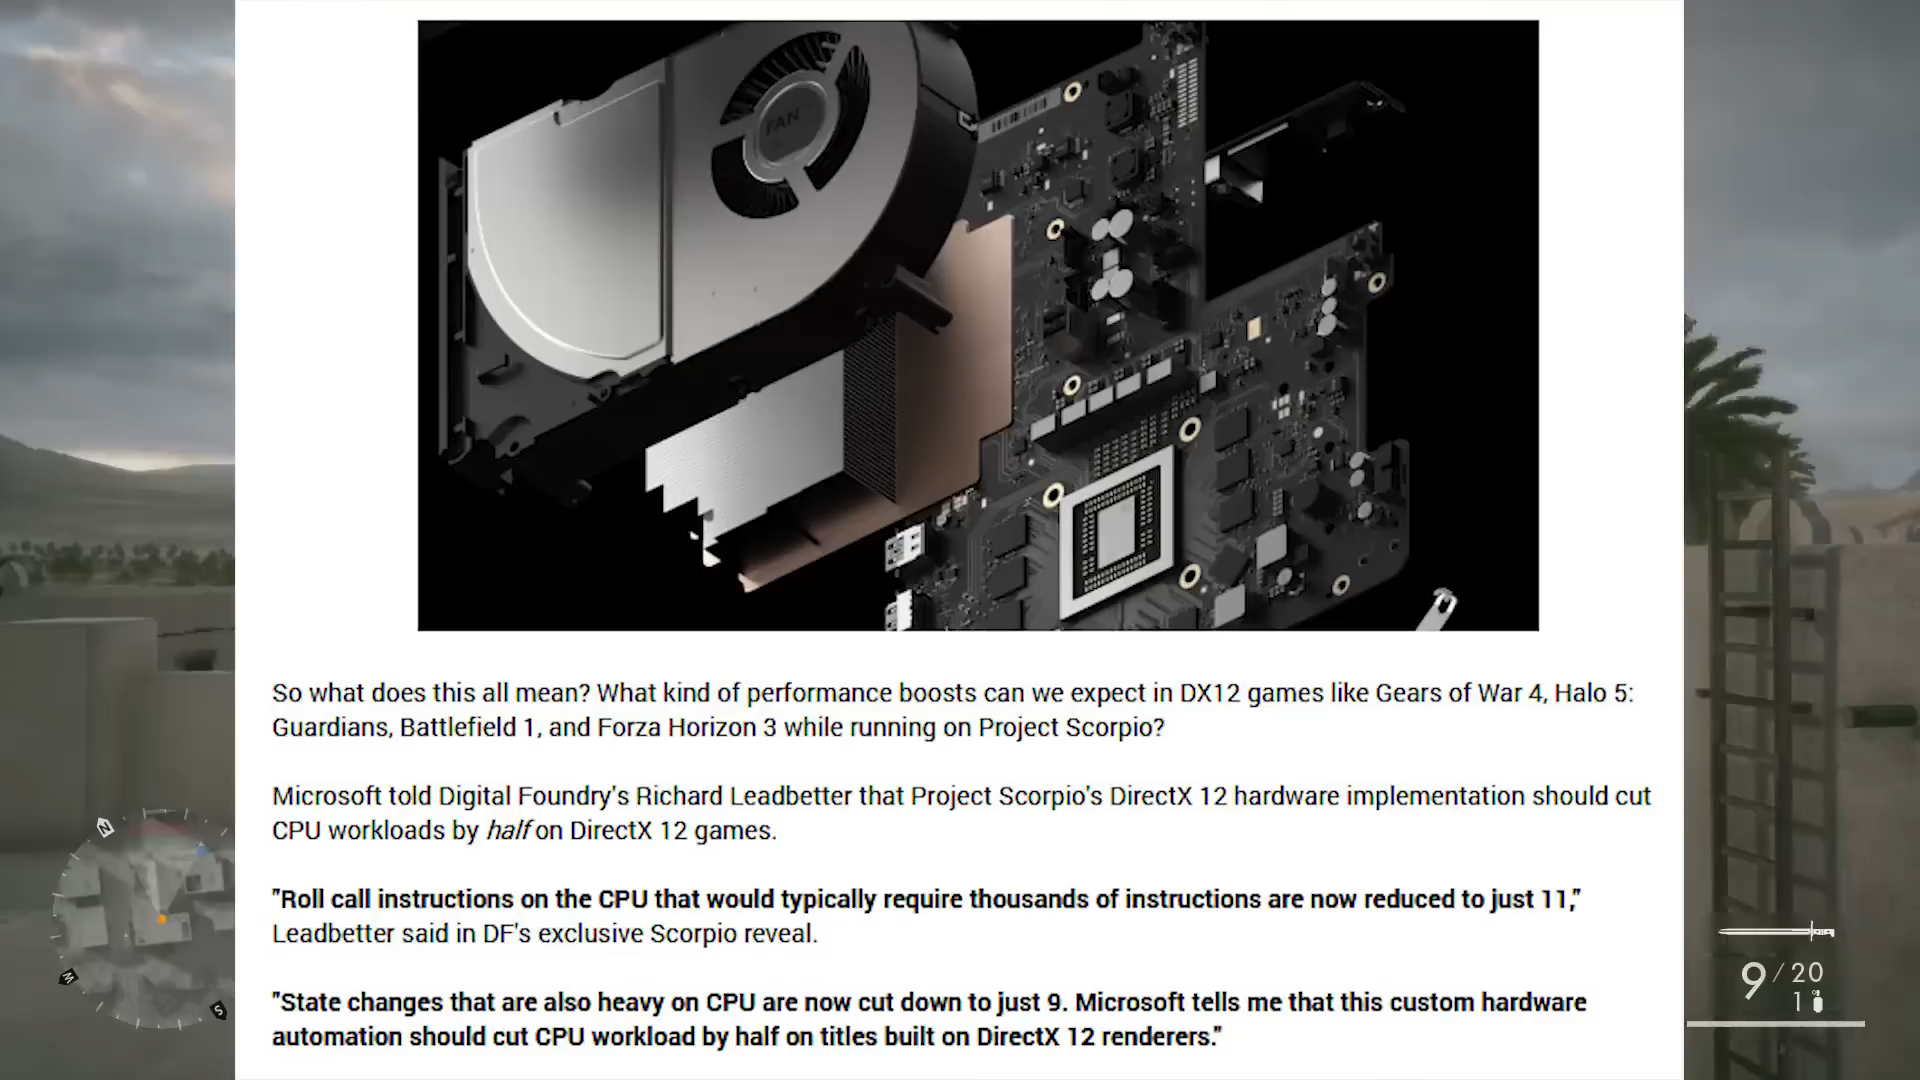 FAN
So what does this all mean? What kind of performance boosts can we expect in DX12 games like Gears of War 4, Halo 5:
Guardians, Battlefield 1, and Forza Horizon 3 while running on Project Scorpio?
Microsoft told Digital Foundry's Richard Leadbetter that Project Scorpio's DirectX 12 hardware implementation should cut
CPU workloads by half on DirectX 12 games.
"Roll call instructions on the CPU that would typically require thousands of instructions are now reduced to just 11,"
Leadbetter said in DF's exclusive Scorpio reveal.
"State changes that are also heavy on CPU are now cut down to just 9. Microsoft tells me that this custom hardware
automation should cut CPU workload by half on titles built on DirectX 12 renderers."
N
W
S
9/20
1